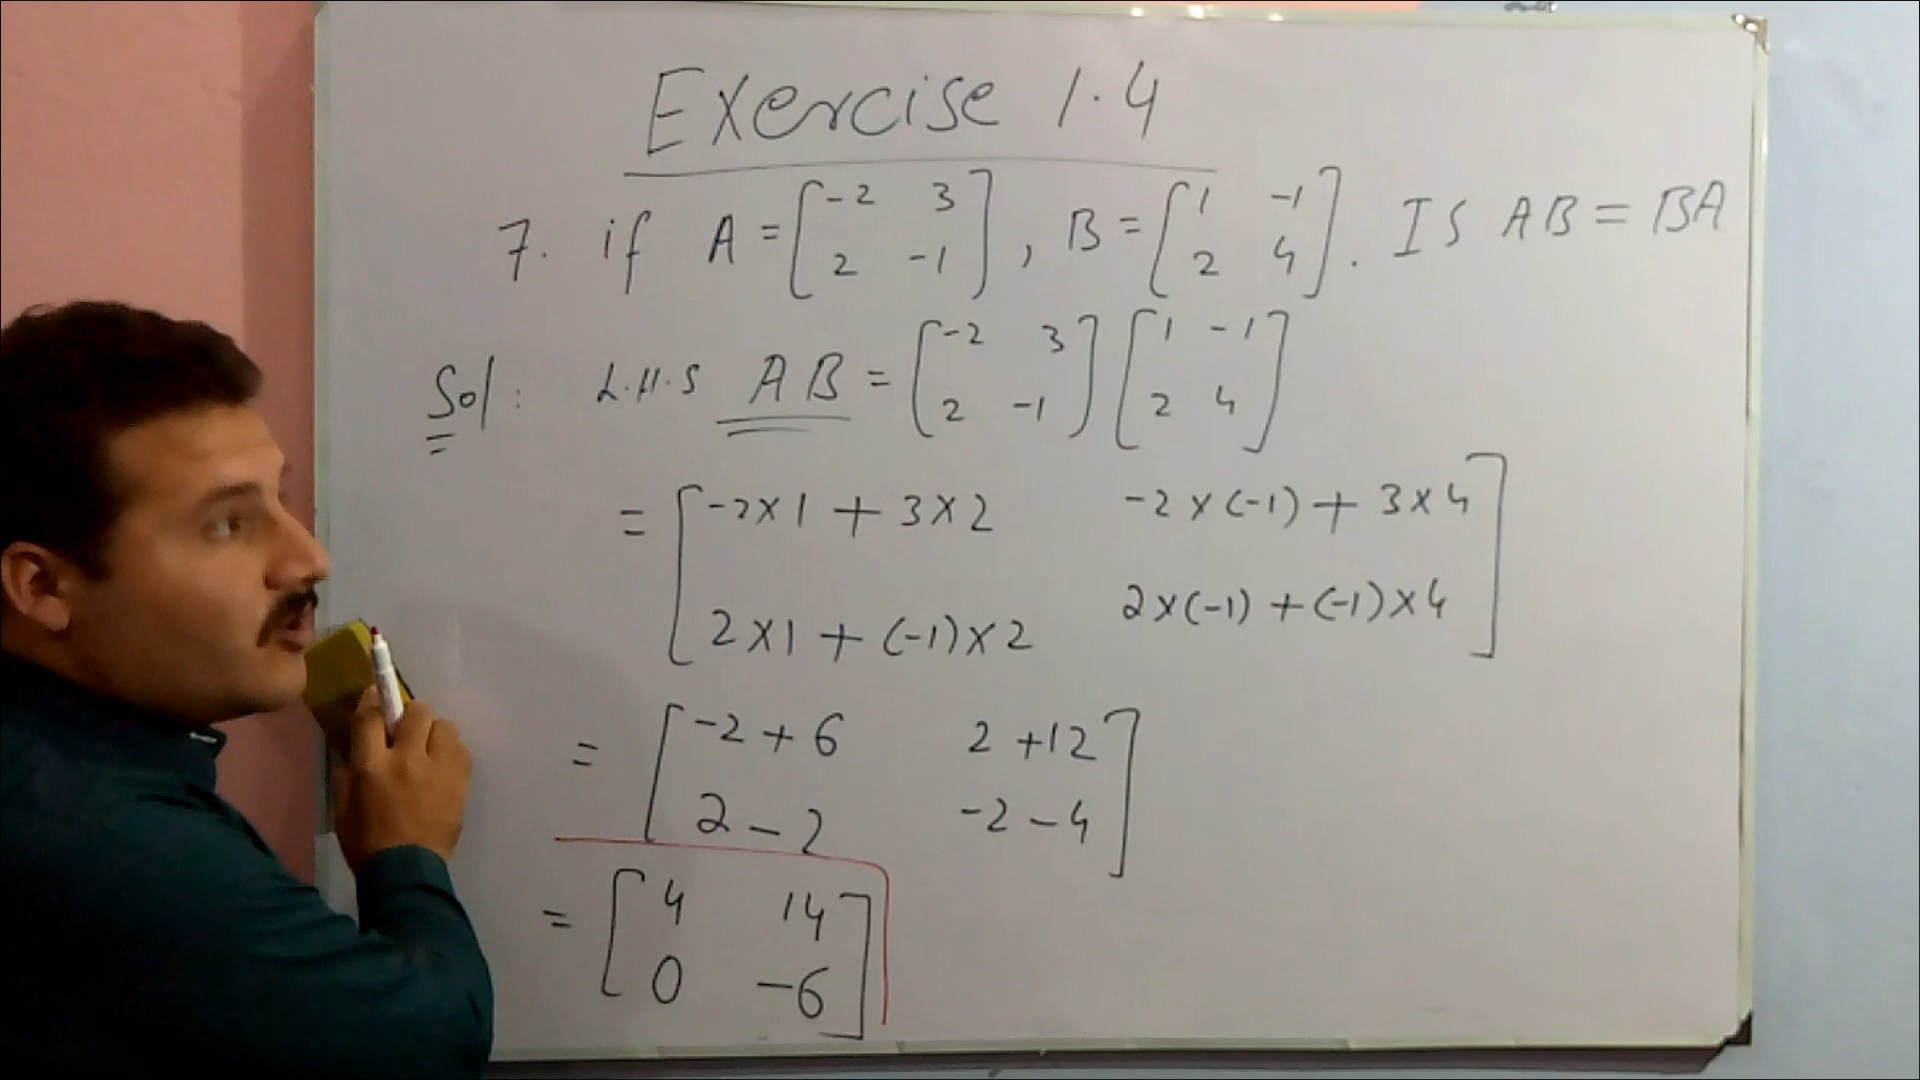 Exercise 1.4
7. if A = [-2 3; 2 -1], B = [1 -1; 2 4]. IS AB = BA
Sol: L.H.S AB = [-2 3; 2 -1] [1 -1; 2 4]
= [-2×1 + 3×2 -2×(-1) + 3×4
2×1 + (-1)×2 2×(-1) + (-1)×4]
= [-2 + 6 2 +12
2 - 2 -2 - 4]
= [4 14
0 -6]